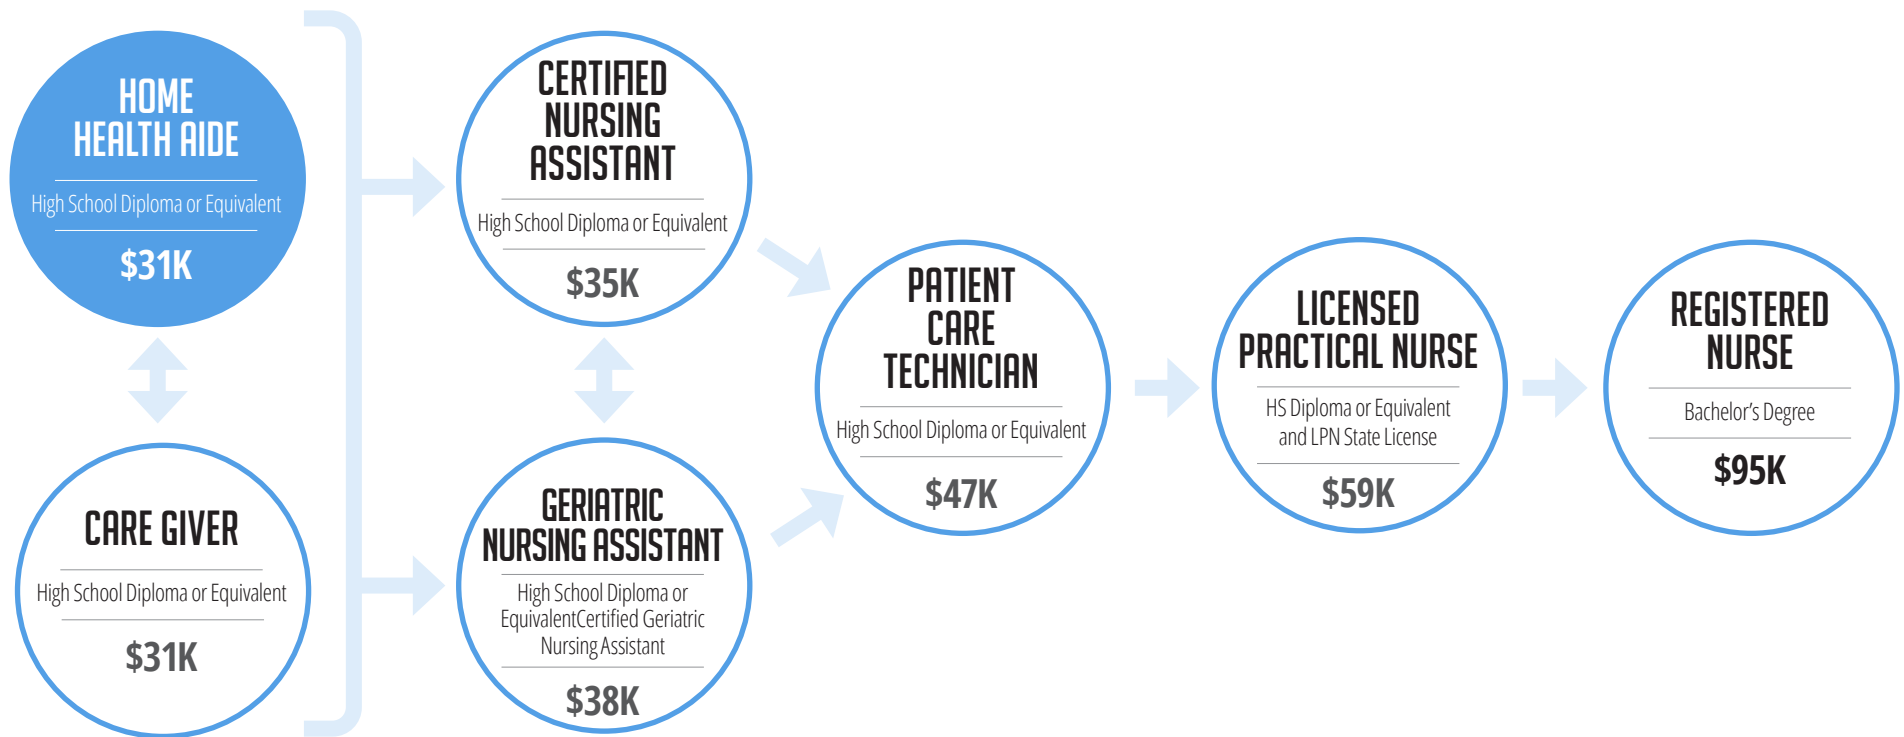 HOME
HEALTH AIDE
High School Diploma or Equivalent
$31K
CARE GIVER
High School Diploma or Equivalent
$31K
CERTIFIED
NURSING
ASSISTANT
High School Diploma or Equivalent
$35K
GERIATRIC
NURSING ASSISTANT
High School Diploma or
EquivalentCertified Geriatric
Nursing Assistant
$38K
PATIENT
CARE
TECHNICIAN
High School Diploma or Equivalent
$47K
LICENSED
PRACTICAL NURSE
HS Diploma or Equivalent
and LPN State License
$59K
REGISTERED
NURSE
Bachelor’s Degree
$95K